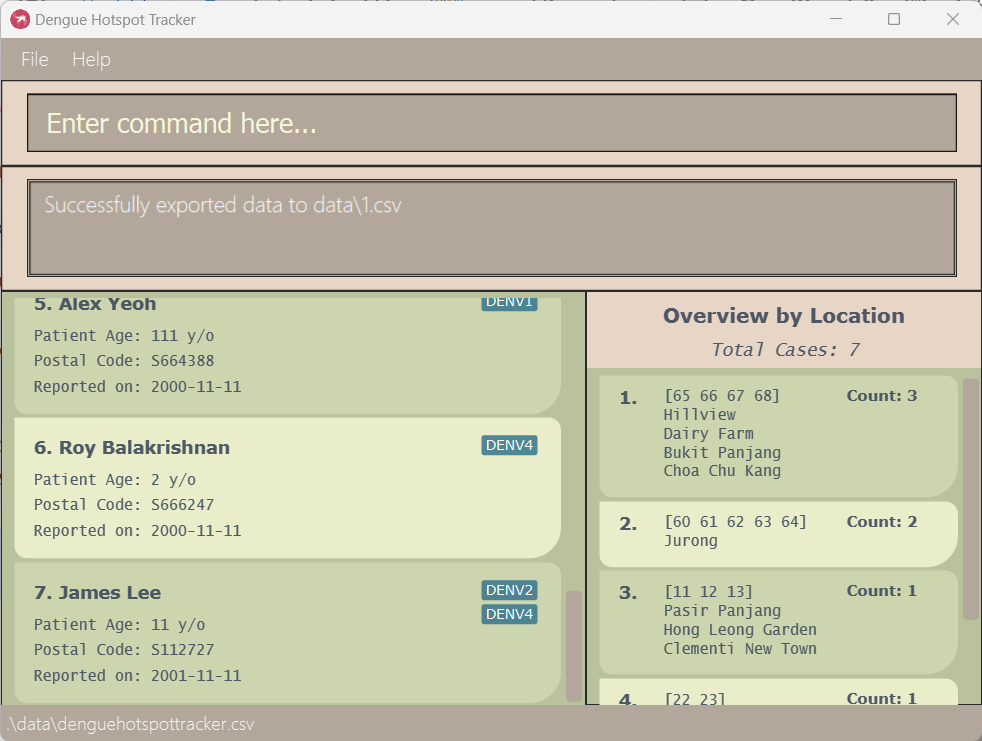 Dengue Hotspot Tracker
File Help
Enter command here...
Successfully exported data to data\1.csv
5. Alex Yeoh
DENV1
Patient Age: 111 y/o
Postal Code: S664388
Reported on: 2000-11-11
6. Roy Balakrishnan
DENV4
Patient Age: 2 y/o
Postal Code: S666247
Reported on: 2000-11-11
7. James Lee
DENV2
DENV4
Patient Age: 11 y/o
Postal Code: S112727
Reported on: 2001-11-11
Overview by Location
Total Cases: 7
1. [65 66 67 68] Count: 3
Hillview
Dairy Farm
Bukit Panjang
Choa Chu Kang
2. [60 61 62 63 64] Count: 2
Jurong
3. [11 12 13] Count: 1
Pasir Panjang
Hong Leong Garden
Clementi New Town
4. [22 23] Count: 1
.\data\denguehotspottracker.csv